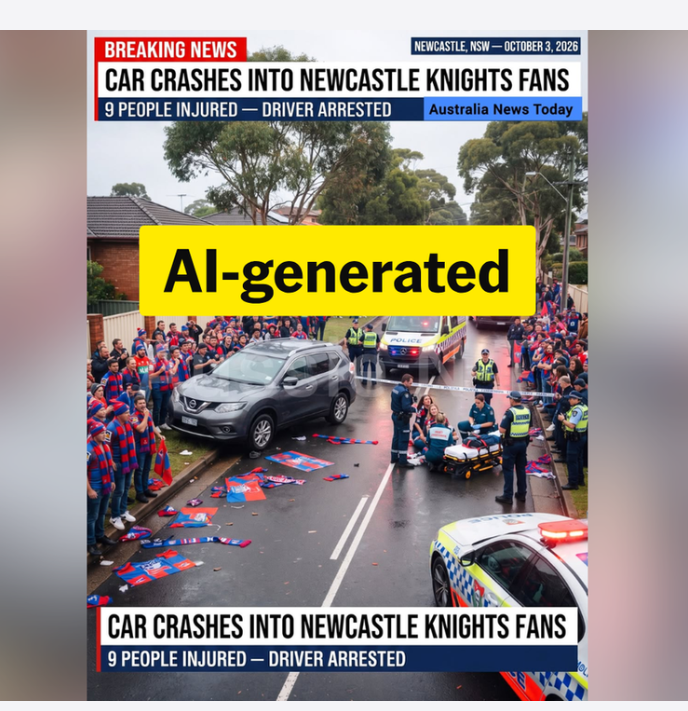 BREAKING NEWS
NEWCASTLE, NSW — OCTOBER 3, 2026
CAR CRASHES INTO NEWCASTLE KNIGHTS FANS
9 PEOPLE INJURED — DRIVER ARRESTED
Australia News Today
AI-generated
POLICE
POLICE
CAR CRASHES INTO NEWCASTLE KNIGHTS FANS
9 PEOPLE INJURED — DRIVER ARRESTED